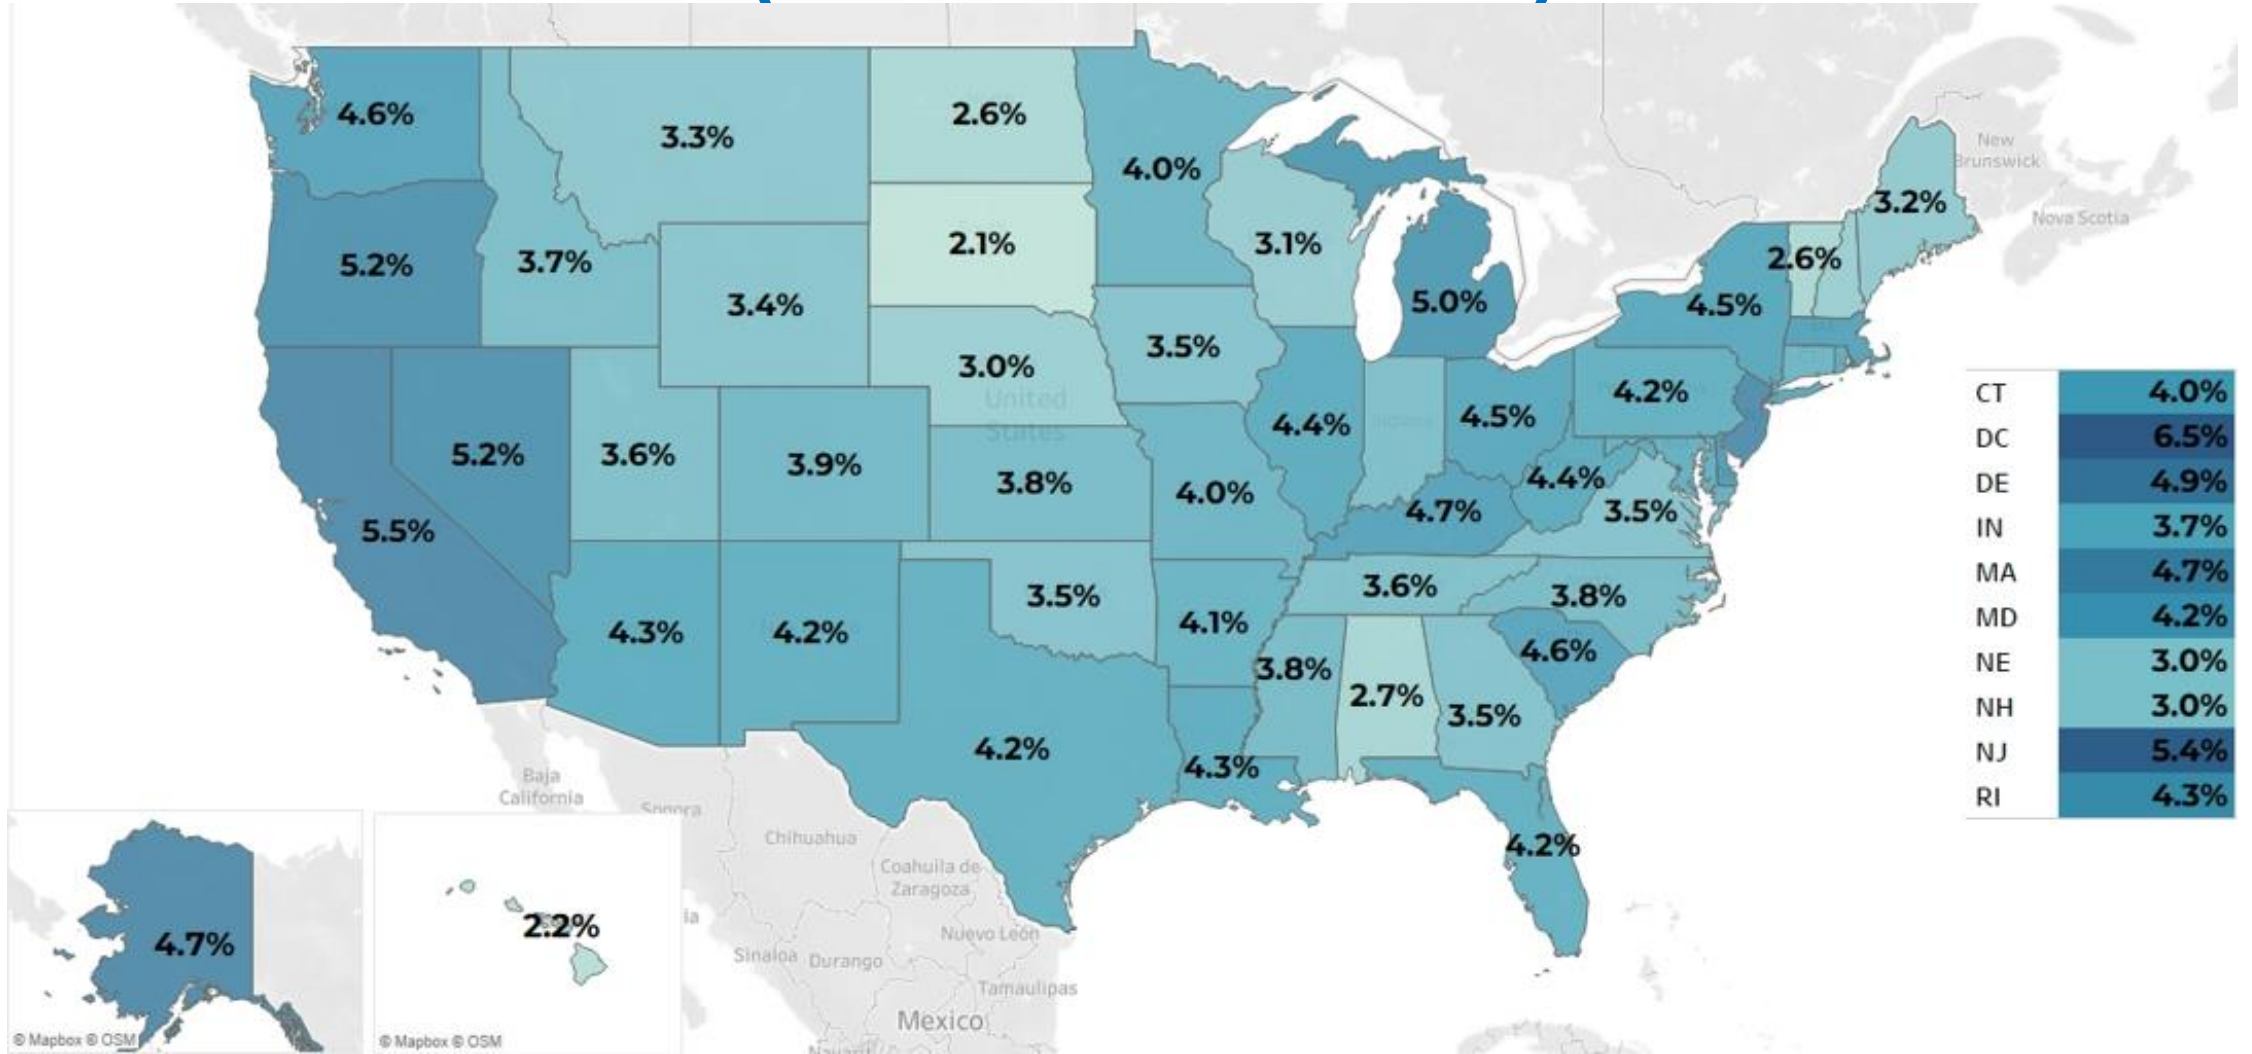 New
Brunswick
Nova Scotia
4.6%
3.3%
2.6%
4.0%
3.2%
5.2%
3.7%
2.1%
3.1%
2.6%
3.4%
5.0%
4.5%
3.5%
3.0%
United
States
4.2%
4.4%
4.5%
5.2%
3.6%
3.9%
3.8%
4.0%
4.4%
4.7%
3.5%
5.5%
3.5%
3.6%
3.8%
4.3%
4.2%
4.1%
4.6%
3.8%
2.7%
3.5%
4.2%
4.3%
4.2%
CT 4.0%
DC 6.5%
DE 4.9%
IN 3.7%
MA 4.7%
MD 4.2%
NE 3.0%
NH 3.0%
NJ 5.4%
RI 4.3%
Baja
California
Sonora
Chihuahua
Coahuila de
Zaragoza
Nuevo León
Sinaloa
Durango
Tamaulipas
Mexico
4.7%
© Mapbox © OSM
2.2%
© Mapbox © OSM